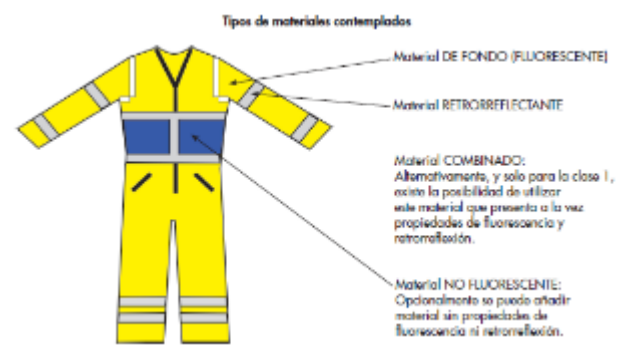 Tipos de materiales contemplados
Material DE FONDO (FLUORESCENTE)
Material RETRORREFLECTANTE
Material COMBINADO:
Alternativamente, y solo para la clase 1,
existe la posibilidad de utilizar
este material que presenta a la vez
propiedades de fluorescencia y
retrorreflexión.
Material NO FLUORESCENTE:
Opcionalmente se puede añadir
material sin propiedades de
fluorescencia ni retrorreflexión.